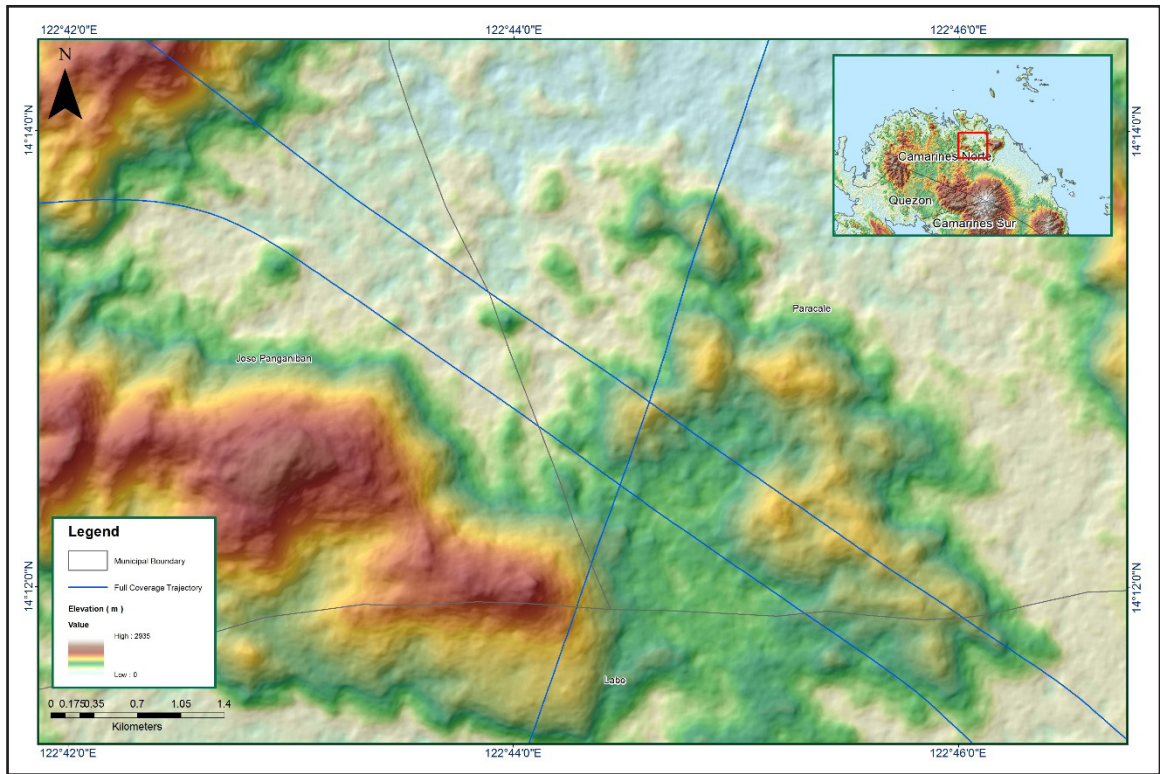 122°42'0"E
122°44'0"E
122°46'0"E
N
14°14'0"N
14°14'0"N
Camarines Norte
Quezon
Camarines Sur
Paracale
Jose Panganiban
Legend
Municipal Boundary
Full Coverage Trajectory
Elevation ( m )
Value
High : 2935
Low : 0
14°12'0"N
14°12'0"N
Labo
0 0.175 0.35 0.7 1.05 1.4
Kilometers
122°42'0"E
122°44'0"E
122°46'0"E